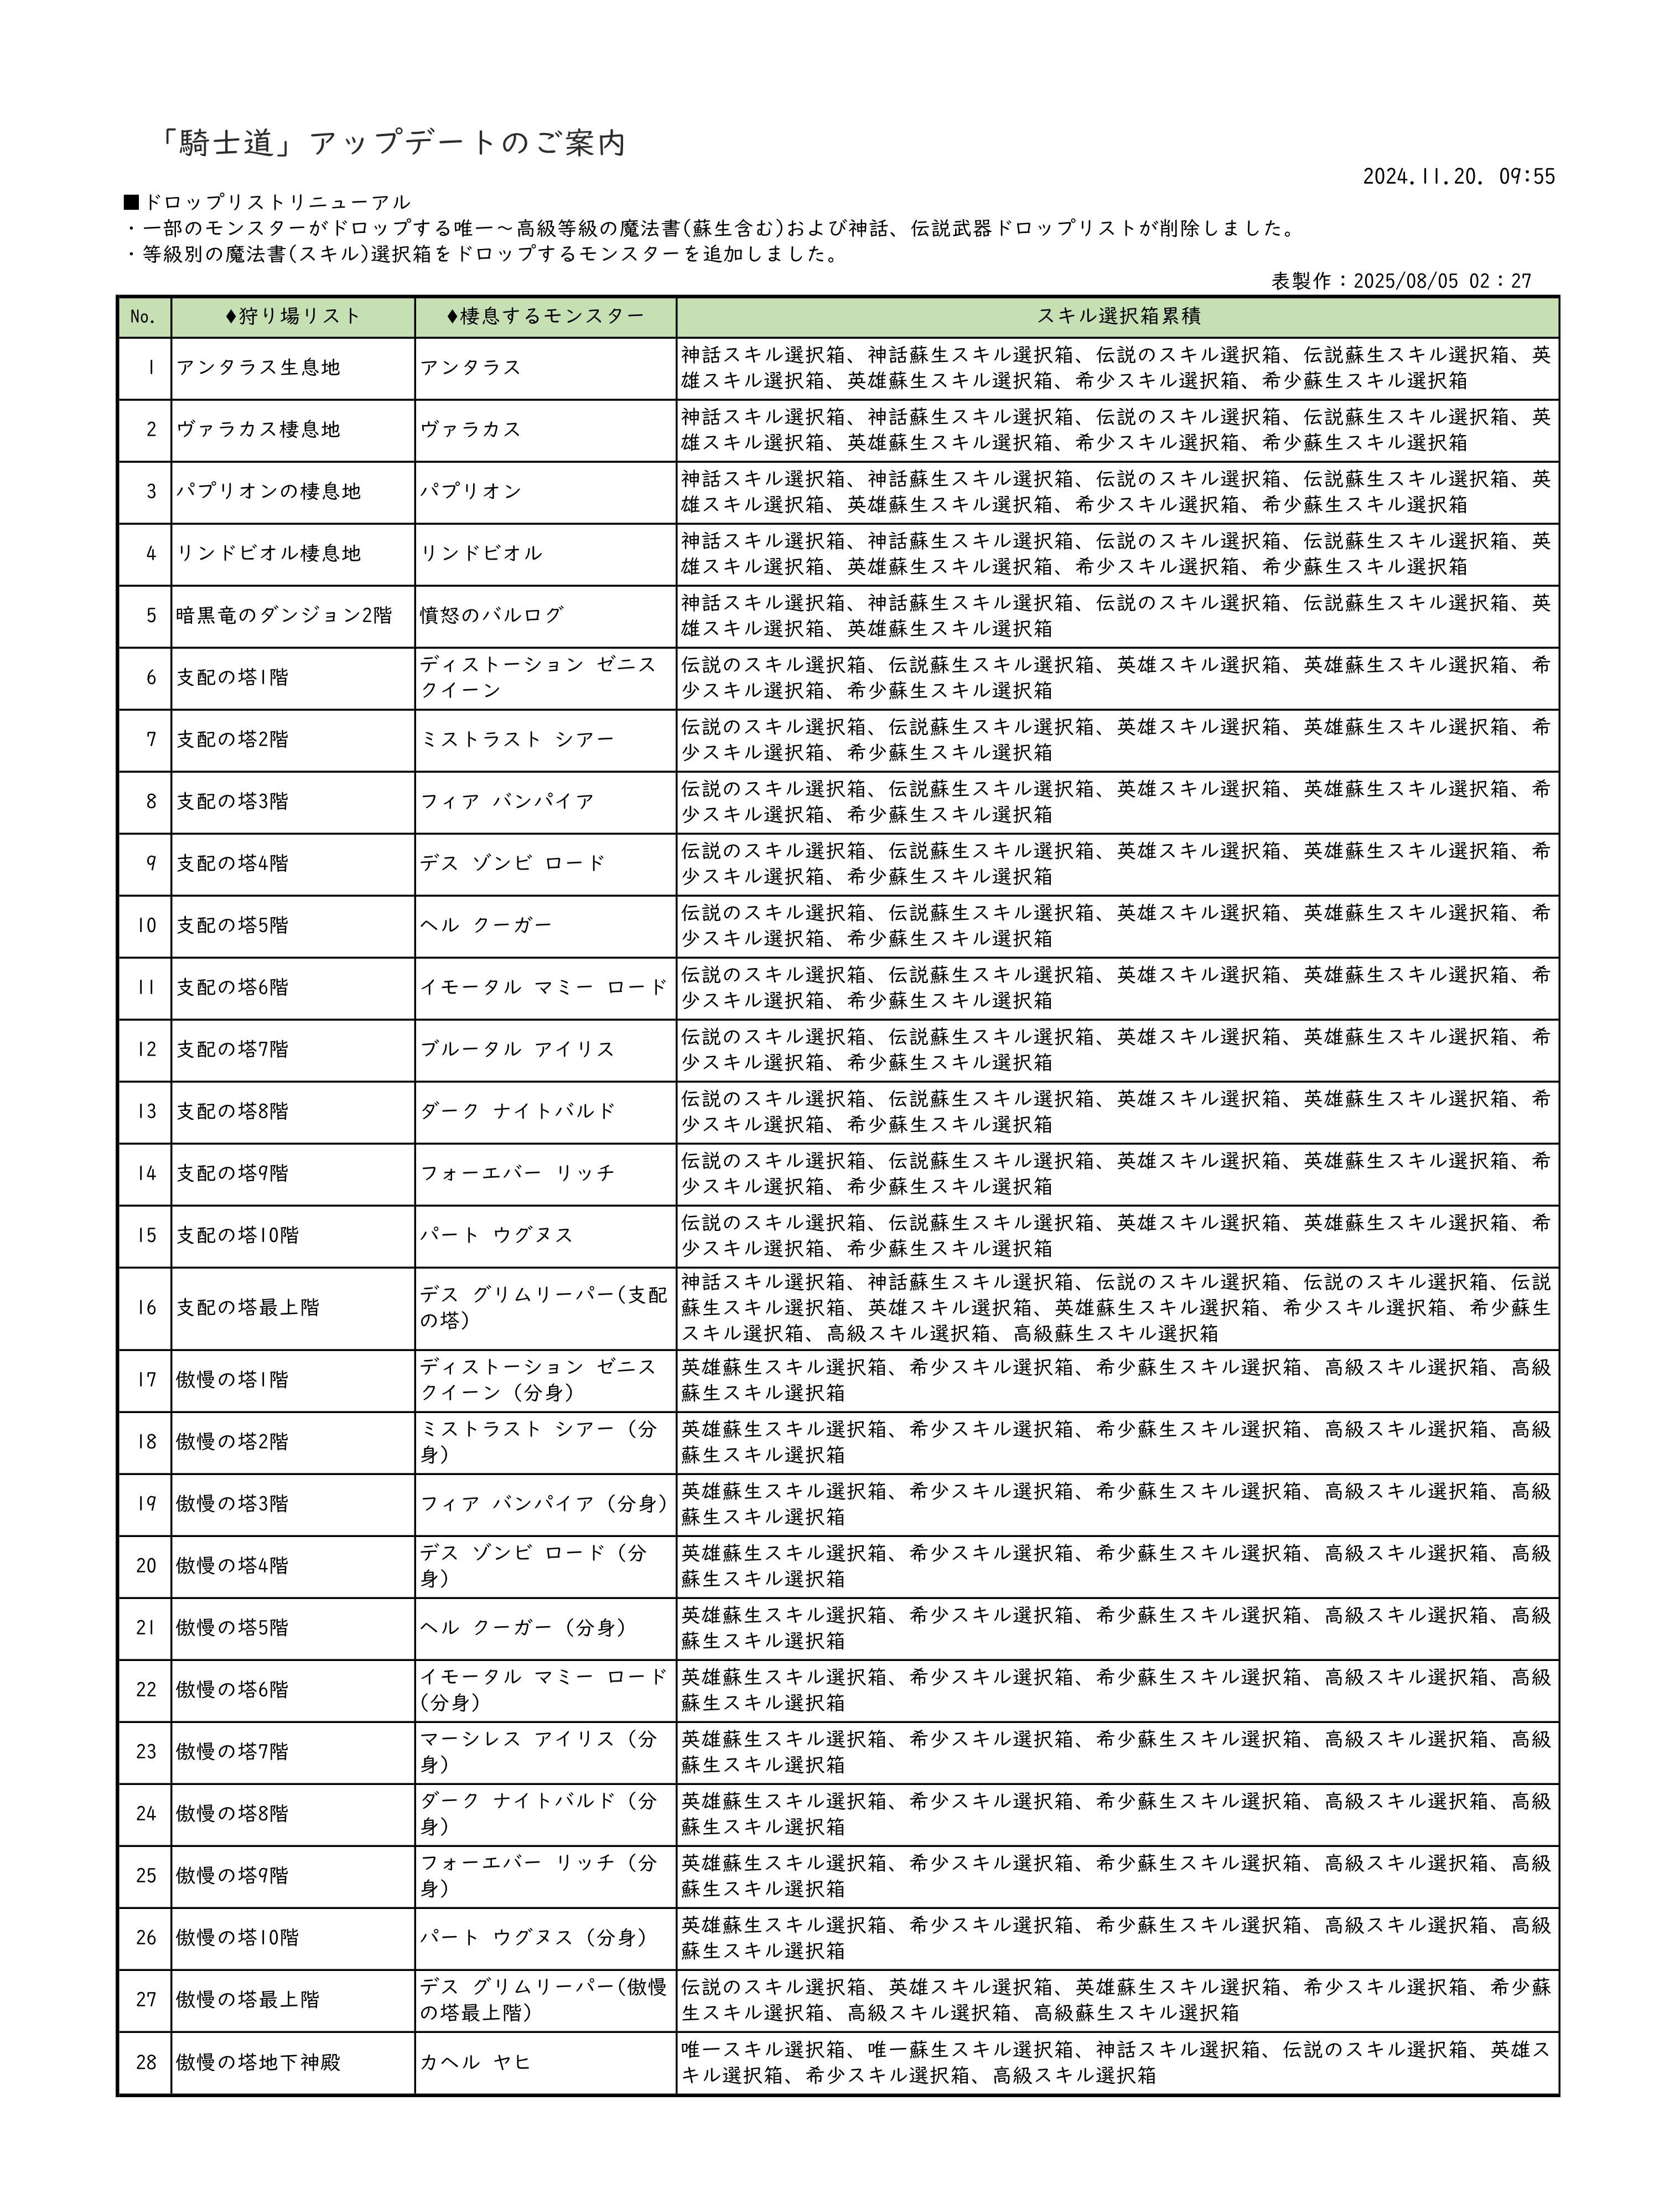 「騎士道」アップデートのご案内
2024.11.20. 09:55
■ドロップリストリニューアル
・一部のモンスターがドロップする唯一～高級等級の魔法書(蘇生含む)および神話、伝説武器ドロップリストが削除しました。
・等級別の魔法書(スキル)選択箱をドロップするモンスターを追加しました。
表製作：2025/08/05 02：27
No. ♦狩り場リスト ♦棲息するモンスター スキル選択箱累積
1 アンタラス生息地 アンタラス 神話スキル選択箱、神話蘇生スキル選択箱、伝説のスキル選択箱、伝説蘇生スキル選択箱、英
雄スキル選択箱、英雄蘇生スキル選択箱、希少スキル選択箱、希少蘇生スキル選択箱
2 ヴァラカス棲息地 ヴァラカス 神話スキル選択箱、神話蘇生スキル選択箱、伝説のスキル選択箱、伝説蘇生スキル選択箱、英
雄スキル選択箱、英雄蘇生スキル選択箱、希少スキル選択箱、希少蘇生スキル選択箱
3 パプリオンの棲息地 パプリオン 神話スキル選択箱、神話蘇生スキル選択箱、伝説のスキル選択箱、伝説蘇生スキル選択箱、英
雄スキル選択箱、英雄蘇生スキル選択箱、希少スキル選択箱、希少蘇生スキル選択箱
4 リンドビオル棲息地 リンドビオル 神話スキル選択箱、神話蘇生スキル選択箱、伝説のスキル選択箱、伝説蘇生スキル選択箱、英
雄スキル選択箱、英雄蘇生スキル選択箱、希少スキル選択箱、希少蘇生スキル選択箱
5 暗黒竜のダンジョン2階 憤怒のバルログ 神話スキル選択箱、神話蘇生スキル選択箱、伝説のスキル選択箱、伝説蘇生スキル選択箱、英
雄スキル選択箱、英雄蘇生スキル選択箱
6 支配の塔1階 ディストーション ゼニス
クイーン 伝説のスキル選択箱、伝説蘇生スキル選択箱、英雄スキル選択箱、英雄蘇生スキル選択箱、希
少スキル選択箱、希少蘇生スキル選択箱
7 支配の塔2階 ミストラスト シアー 伝説のスキル選択箱、伝説蘇生スキル選択箱、英雄スキル選択箱、英雄蘇生スキル選択箱、希
少スキル選択箱、希少蘇生スキル選択箱
8 支配の塔3階 フィア バンパイア 伝説のスキル選択箱、伝説蘇生スキル選択箱、英雄スキル選択箱、英雄蘇生スキル選択箱、希
少スキル選択箱、希少蘇生スキル選択箱
9 支配の塔4階 デス ゾンビ ロード 伝説のスキル選択箱、伝説蘇生スキル選択箱、英雄スキル選択箱、英雄蘇生スキル選択箱、希
少スキル選択箱、希少蘇生スキル選択箱
10 支配の塔5階 ヘル クーガー 伝説のスキル選択箱、伝説蘇生スキル選択箱、英雄スキル選択箱、英雄蘇生スキル選択箱、希
少スキル選択箱、希少蘇生スキル選択箱
11 支配の塔6階 イモータル マミー ロード 伝説のスキル選択箱、伝説蘇生スキル選択箱、英雄スキル選択箱、英雄蘇生スキル選択箱、希
少スキル選択箱、希少蘇生スキル選択箱
12 支配の塔7階 ブルータル アイリス 伝説のスキル選択箱、伝説蘇生スキル選択箱、英雄スキル選択箱、英雄蘇生スキル選択箱、希
少スキル選択箱、希少蘇生スキル選択箱
13 支配の塔8階 ダーク ナイトバルド 伝説のスキル選択箱、伝説蘇生スキル選択箱、英雄スキル選択箱、英雄蘇生スキル選択箱、希
少スキル選択箱、希少蘇生スキル選択箱
14 支配の塔9階 フォーエバー リッチ 伝説のスキル選択箱、伝説蘇生スキル選択箱、英雄スキル選択箱、英雄蘇生スキル選択箱、希
少スキル選択箱、希少蘇生スキル選択箱
15 支配の塔10階 パート ウグヌス 伝説のスキル選択箱、伝説蘇生スキル選択箱、英雄スキル選択箱、英雄蘇生スキル選択箱、希
少スキル選択箱、希少蘇生スキル選択箱
16 支配の塔最上階 デス グリムリーパー(支配
の塔) 神話スキル選択箱、神話蘇生スキル選択箱、伝説のスキル選択箱、伝説のスキル選択箱、伝説
蘇生スキル選択箱、英雄スキル選択箱、英雄蘇生スキル選択箱、希少スキル選択箱、希少蘇生
スキル選択箱、高級スキル選択箱、高級蘇生スキル選択箱
17 傲慢の塔1階 ディストーション ゼニス
クイーン (分身) 英雄蘇生スキル選択箱、希少スキル選択箱、希少蘇生スキル選択箱、高級スキル選択箱、高級
蘇生スキル選択箱
18 傲慢の塔2階 ミストラスト シアー (分
身) 英雄蘇生スキル選択箱、希少スキル選択箱、希少蘇生スキル選択箱、高級スキル選択箱、高級
蘇生スキル選択箱
19 傲慢の塔3階 フィア バンパイア (分身) 英雄蘇生スキル選択箱、希少スキル選択箱、希少蘇生スキル選択箱、高級スキル選択箱、高級
蘇生スキル選択箱
20 傲慢の塔4階 デス ゾンビ ロード (分
身) 英雄蘇生スキル選択箱、希少スキル選択箱、希少蘇生スキル選択箱、高級スキル選択箱、高級
蘇生スキル選択箱
21 傲慢の塔5階 ヘル クーガー (分身) 英雄蘇生スキル選択箱、希少スキル選択箱、希少蘇生スキル選択箱、高級スキル選択箱、高級
蘇生スキル選択箱
22 傲慢の塔6階 イモータル マミー ロード
(分身) 英雄蘇生スキル選択箱、希少スキル選択箱、希少蘇生スキル選択箱、高級スキル選択箱、高級
蘇生スキル選択箱
23 傲慢の塔7階 マーシレス アイリス (分
身) 英雄蘇生スキル選択箱、希少スキル選択箱、希少蘇生スキル選択箱、高級スキル選択箱、高級
蘇生スキル選択箱
24 傲慢の塔8階 ダーク ナイトバルド (分
身) 英雄蘇生スキル選択箱、希少スキル選択箱、希少蘇生スキル選択箱、高級スキル選択箱、高級
蘇生スキル選択箱
25 傲慢の塔9階 フォーエバー リッチ (分
身) 英雄蘇生スキル選択箱、希少スキル選択箱、希少蘇生スキル選択箱、高級スキル選択箱、高級
蘇生スキル選択箱
26 傲慢の塔10階 パート ウグヌス (分身) 英雄蘇生スキル選択箱、希少スキル選択箱、希少蘇生スキル選択箱、高級スキル選択箱、高級
蘇生スキル選択箱
27 傲慢の塔最上階 デス グリムリーパー(傲慢
の塔最上階) 伝説のスキル選択箱、英雄スキル選択箱、英雄蘇生スキル選択箱、希少スキル選択箱、希少蘇
生スキル選択箱、高級スキル選択箱、高級蘇生スキル選択箱
28 傲慢の塔地下神殿 カヘル ヤヒ 唯一スキル選択箱、唯一蘇生スキル選択箱、神話スキル選択箱、伝説のスキル選択箱、英雄ス
キル選択箱、希少スキル選択箱、高級スキル選択箱